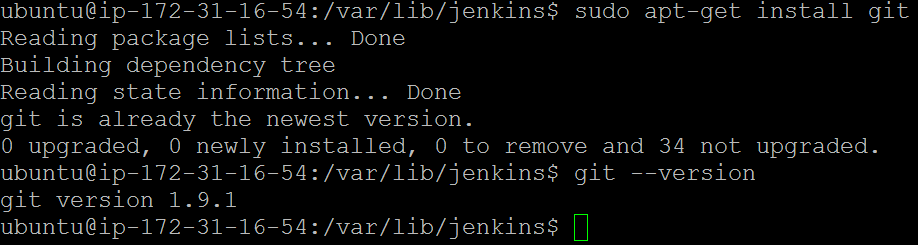 ubuntu@ip-172-31-16-54:/var/lib/jenkins$ sudo apt-get install git
Reading package lists... Done
Building dependency tree
Reading state information... Done
git is already the newest version.
0 upgraded, 0 newly installed, 0 to remove and 34 not upgraded.
ubuntu@ip-172-31-16-54:/var/lib/jenkins$ git --version
git version 1.9.1
ubuntu@ip-172-31-16-54:/var/lib/jenkins$